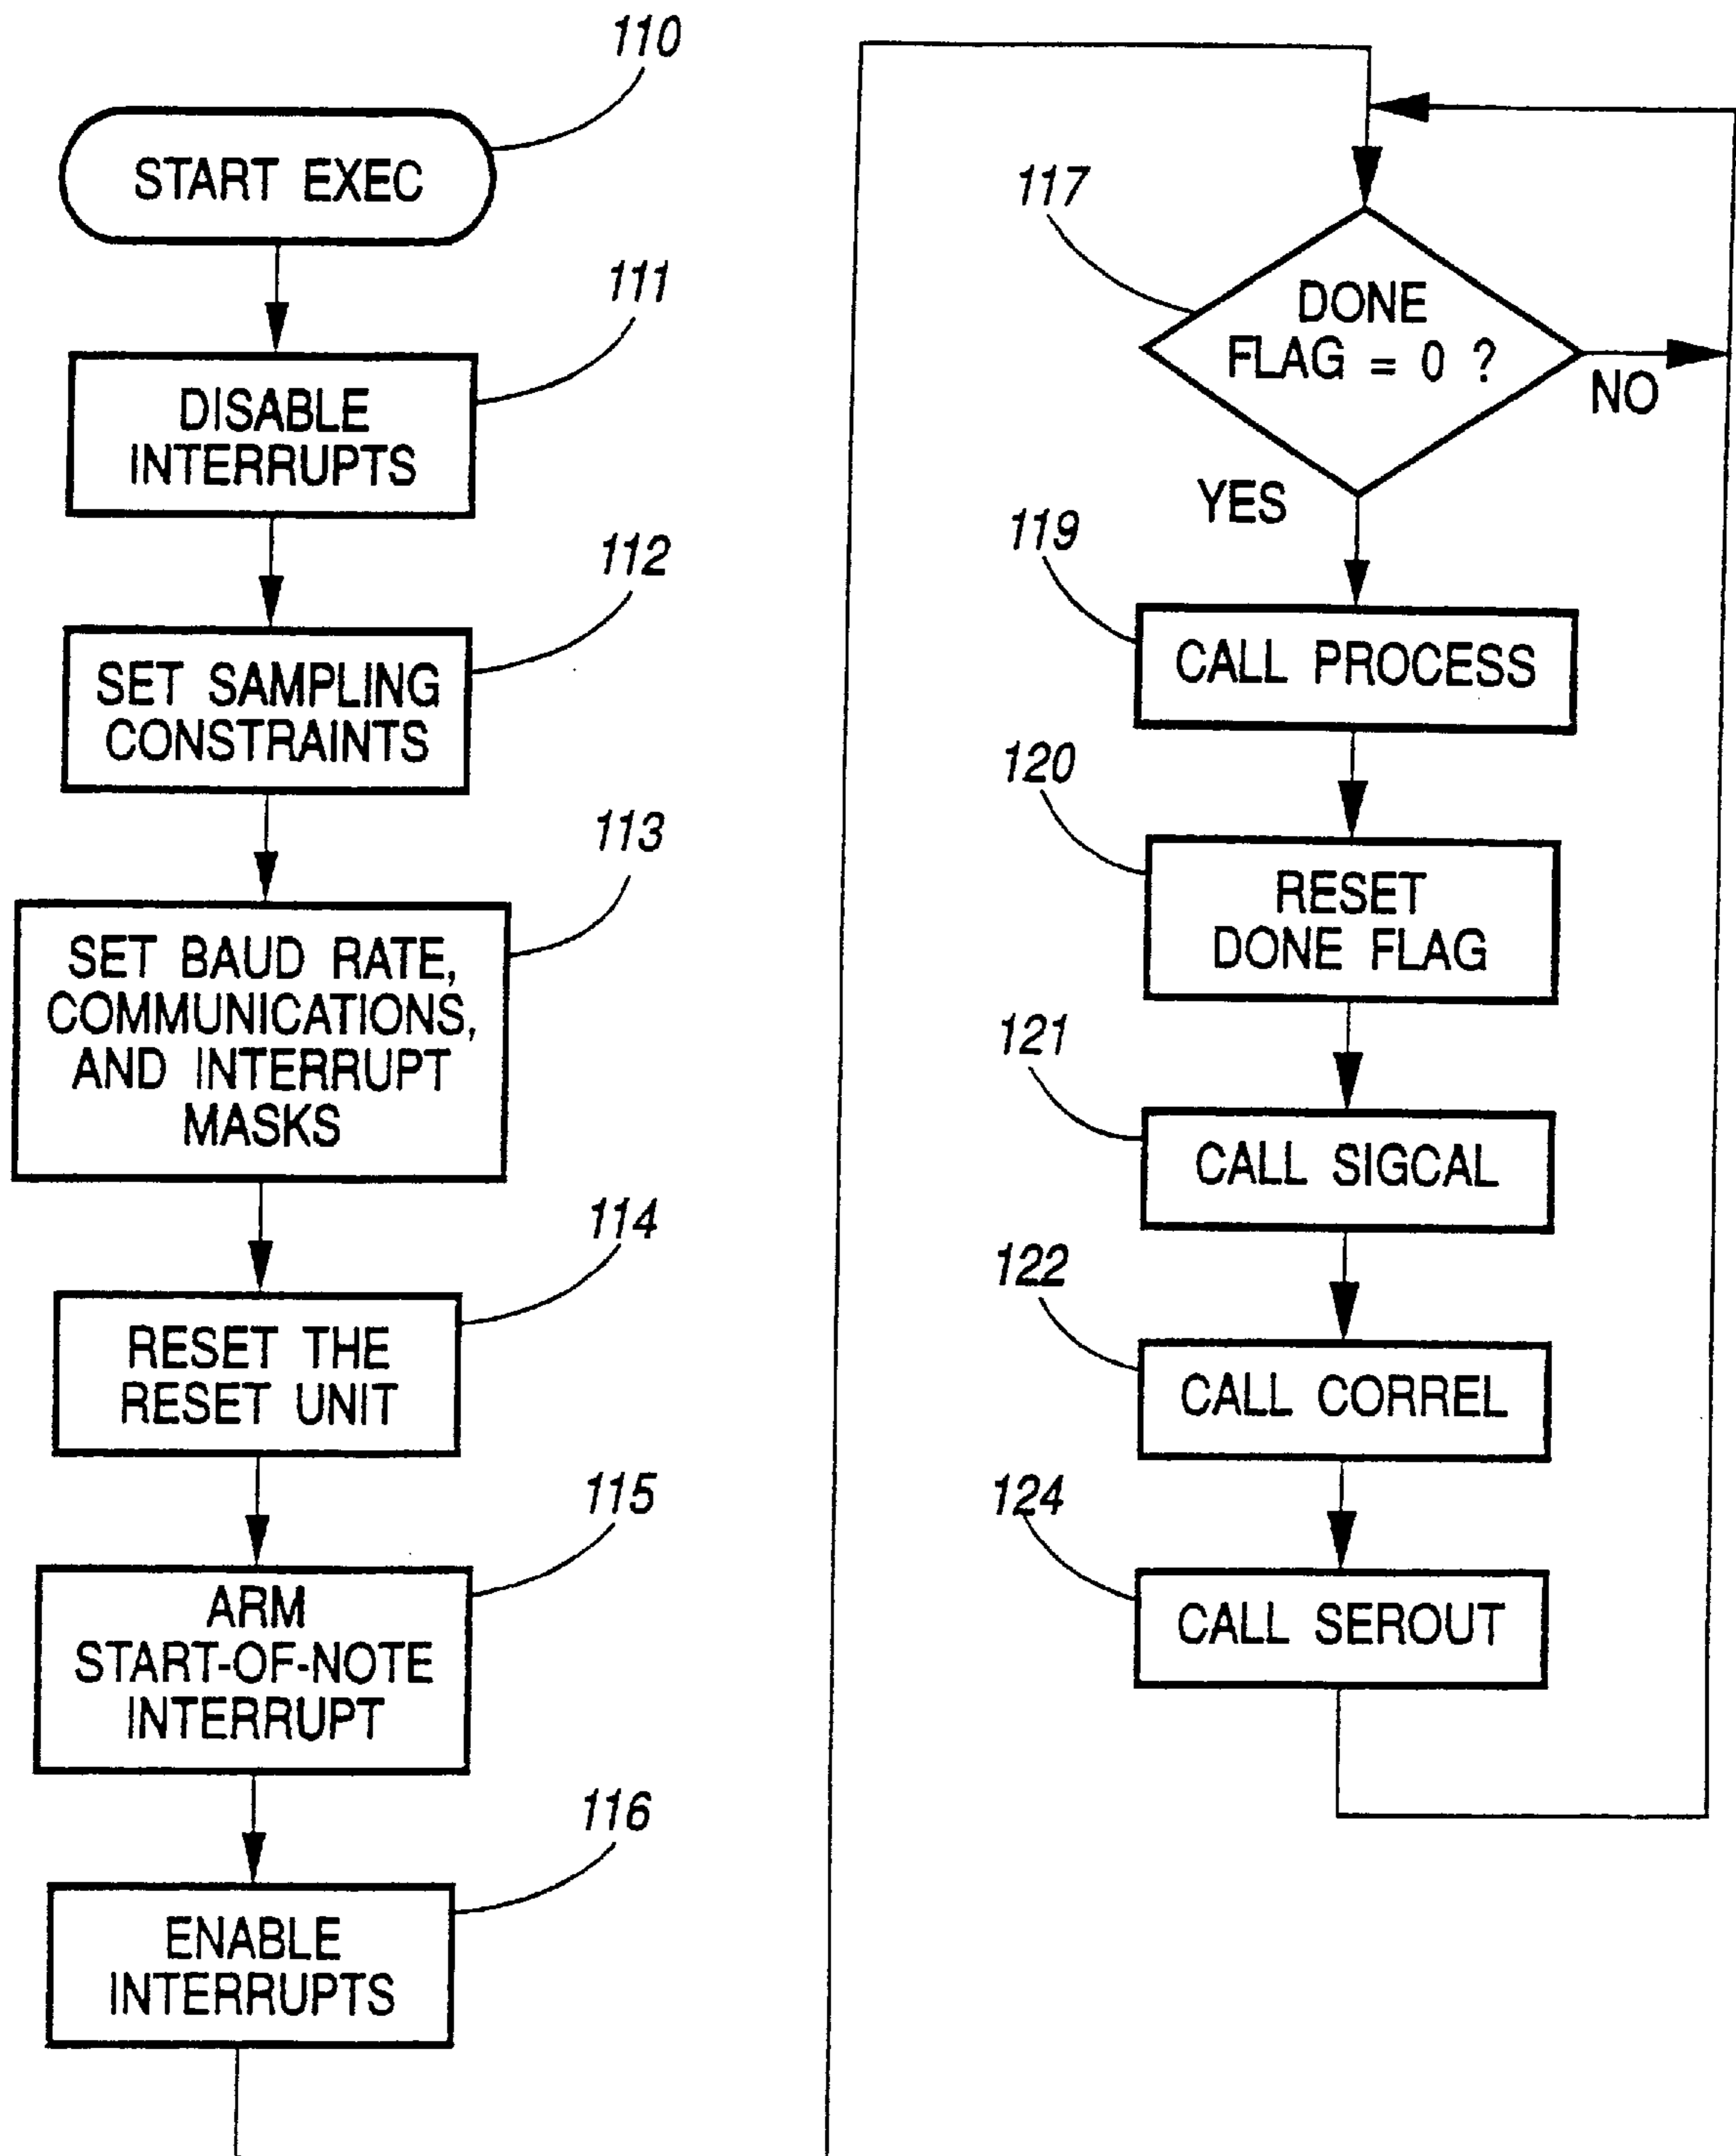 110
START EXEC
111
DISABLE
INTERRUPTS
112
SET SAMPLING
CONSTRAINTS
113
SET BAUD RATE,
COMMUNICATIONS,
AND INTERRUPT
MASKS
114
RESET THE
RESET UNIT
115
ARM
START-OF-NOTE
INTERRUPT
116
ENABLE
INTERRUPTS
117
DONE
FLAG = 0 ?
NO
YES
119
CALL PROCESS
120
RESET
DONE FLAG
121
CALL SIGCAL
122
CALL CORREL
124
CALL SEROUT